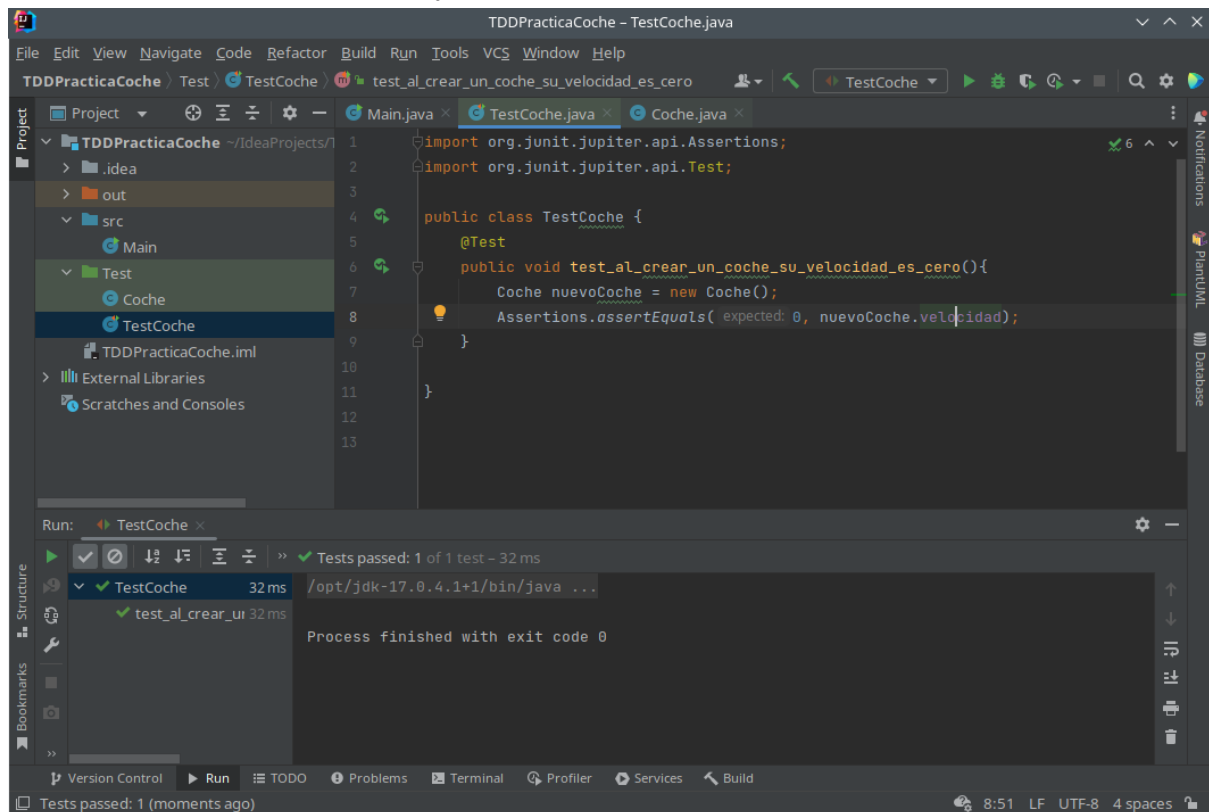 TDDPracticaCoche – TestCoche.java
File Edit View Navigate Code Refactor Build Run Tools VCS Window Help
TDDPracticaCoche Test TestCoche test_al_crear_un_coche_su_velocidad_es_cero TestCoche
Project
Main.java TestCoche.java Coche.java
Project
TDDPracticaCoche ~/IdeaProjects/T
.idea
out
src
Main
Test
Coche
TestCoche
TDDPracticaCoche.iml
External Libraries
Scratches and Consoles
1 import org.junit.jupiter.api.Assertions;
2 import org.junit.jupiter.api.Test;
3
4 public class TestCoche {
5 @Test
6 public void test_al_crear_un_coche_su_velocidad_es_cero(){
7 Coche nuevoCoche = new Coche();
8 Assertions.assertEquals( expected: 0, nuevoCoche.velocidad);
9 }
10
11 }
12
13
6
Notifications
PlantUML
Database
Run: TestCoche
Tests passed: 1 of 1 test – 32 ms
TestCoche 32 ms
test_al_crear_ur 32 ms
/opt/jdk-17.0.4.1+1/bin/java ...
Process finished with exit code 0
Structure
Bookmarks
Version Control Run TODO Problems Terminal Profiler Services Build
Tests passed: 1 (moments ago) 8:51 LF UTF-8 4 spaces